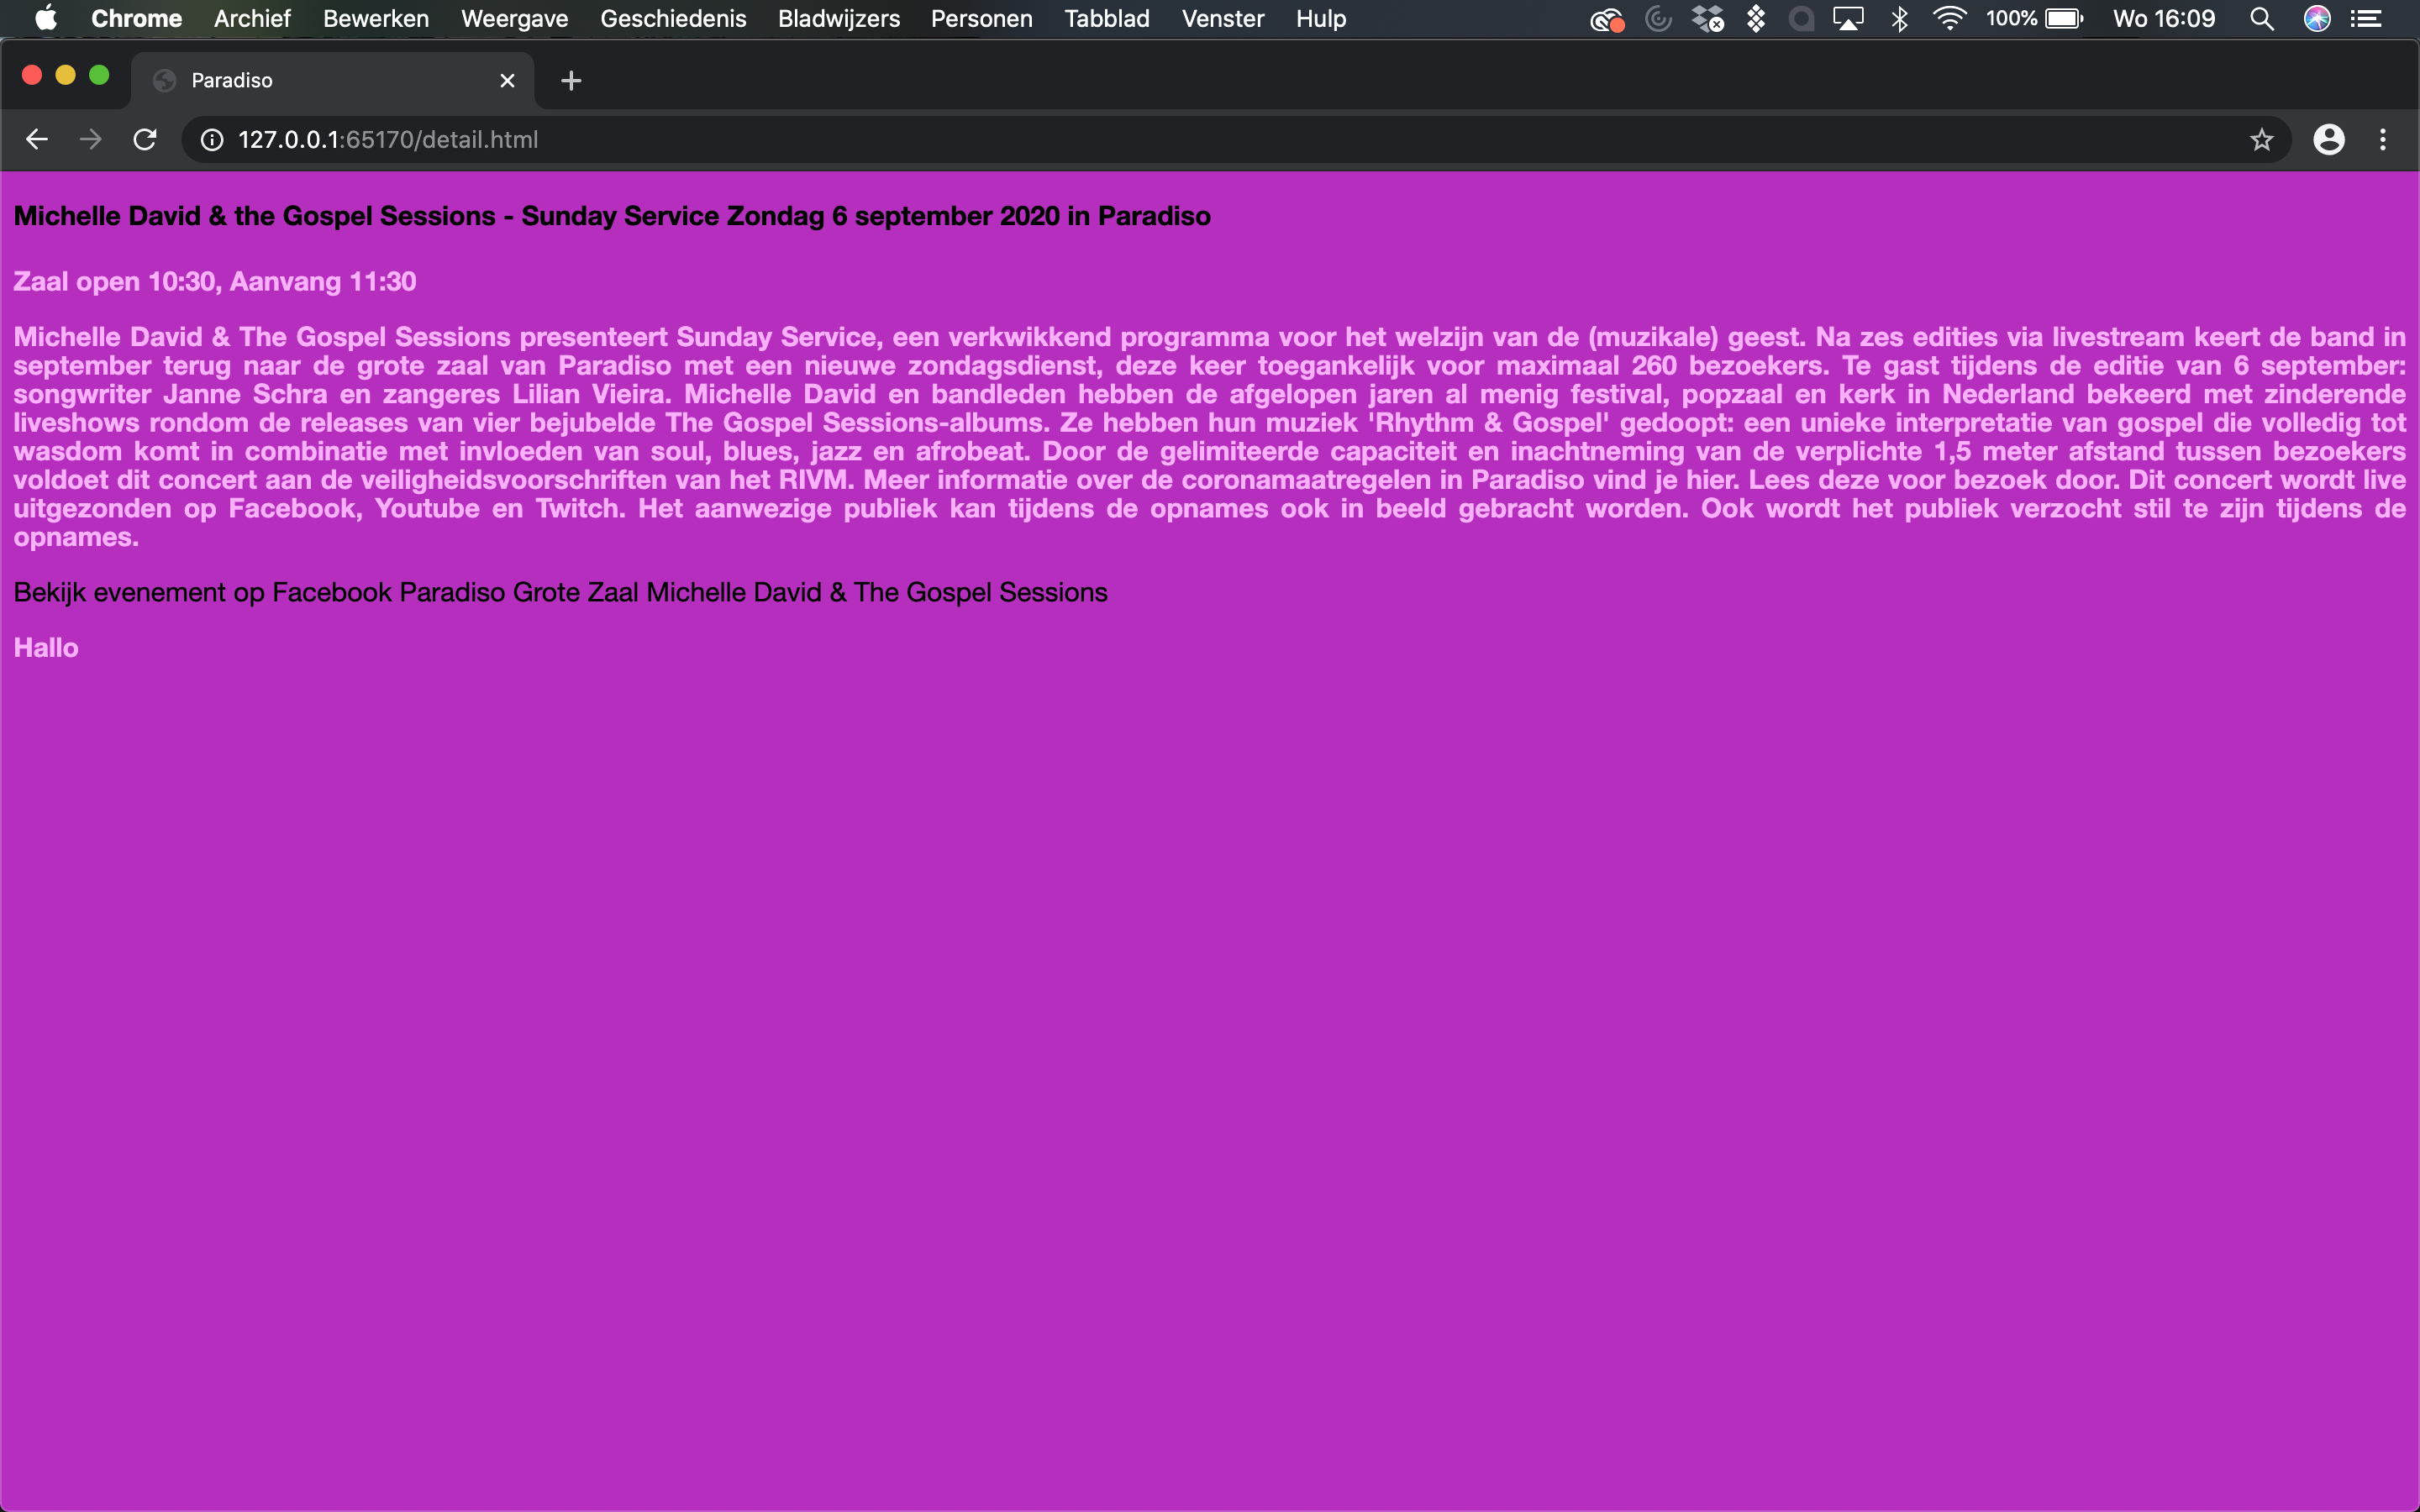 Chrome Archief Bewerken Weergave Geschiedenis Bladwijzers Personen Tabblad Venster Hulp 100% Wo 16:09
Paradiso
127.0.0.1:65170/detail.html
Michelle David & the Gospel Sessions - Sunday Service Zondag 6 september 2020 in Paradiso
Zaal open 10:30, Aanvang 11:30
Michelle David & The Gospel Sessions presenteert Sunday Service, een verkwikkend programma voor het welzijn van de (muzikale) geest. Na zes edities via livestream keert de band in
september terug naar de grote zaal van Paradiso met een nieuwe zondagsdienst, deze keer toegankelijk voor maximaal 260 bezoekers. Te gast tijdens de editie van 6 september:
songwriter Janne Schra en zangeres Lilian Vieira. Michelle David en bandleden hebben de afgelopen jaren al menig festival, popzaal en kerk in Nederland bekeerd met zinderende
liveshows rondom de releases van vier bejubelde The Gospel Sessions-albums. Ze hebben hun muziek 'Rhythm & Gospel' gedoopt: een unieke interpretatie van gospel die volledig tot
wasdom komt in combinatie met invloeden van soul, blues, jazz en afrobeat. Door de gelimiteerde capaciteit en inachtneming van de verplichte 1,5 meter afstand tussen bezoekers
voldoet dit concert aan de veiligheidsvoorschriften van het RIVM. Meer informatie over de coronamaatregelen in Paradiso vind je hier. Lees deze voor bezoek door. Dit concert wordt live
uitgezonden op Facebook, Youtube en Twitch. Het aanwezige publiek kan tijdens de opnames ook in beeld gebracht worden. Ook wordt het publiek verzocht stil te zijn tijdens de
opnames.
Bekijk evenement op Facebook Paradiso Grote Zaal Michelle David & The Gospel Sessions
Hallo